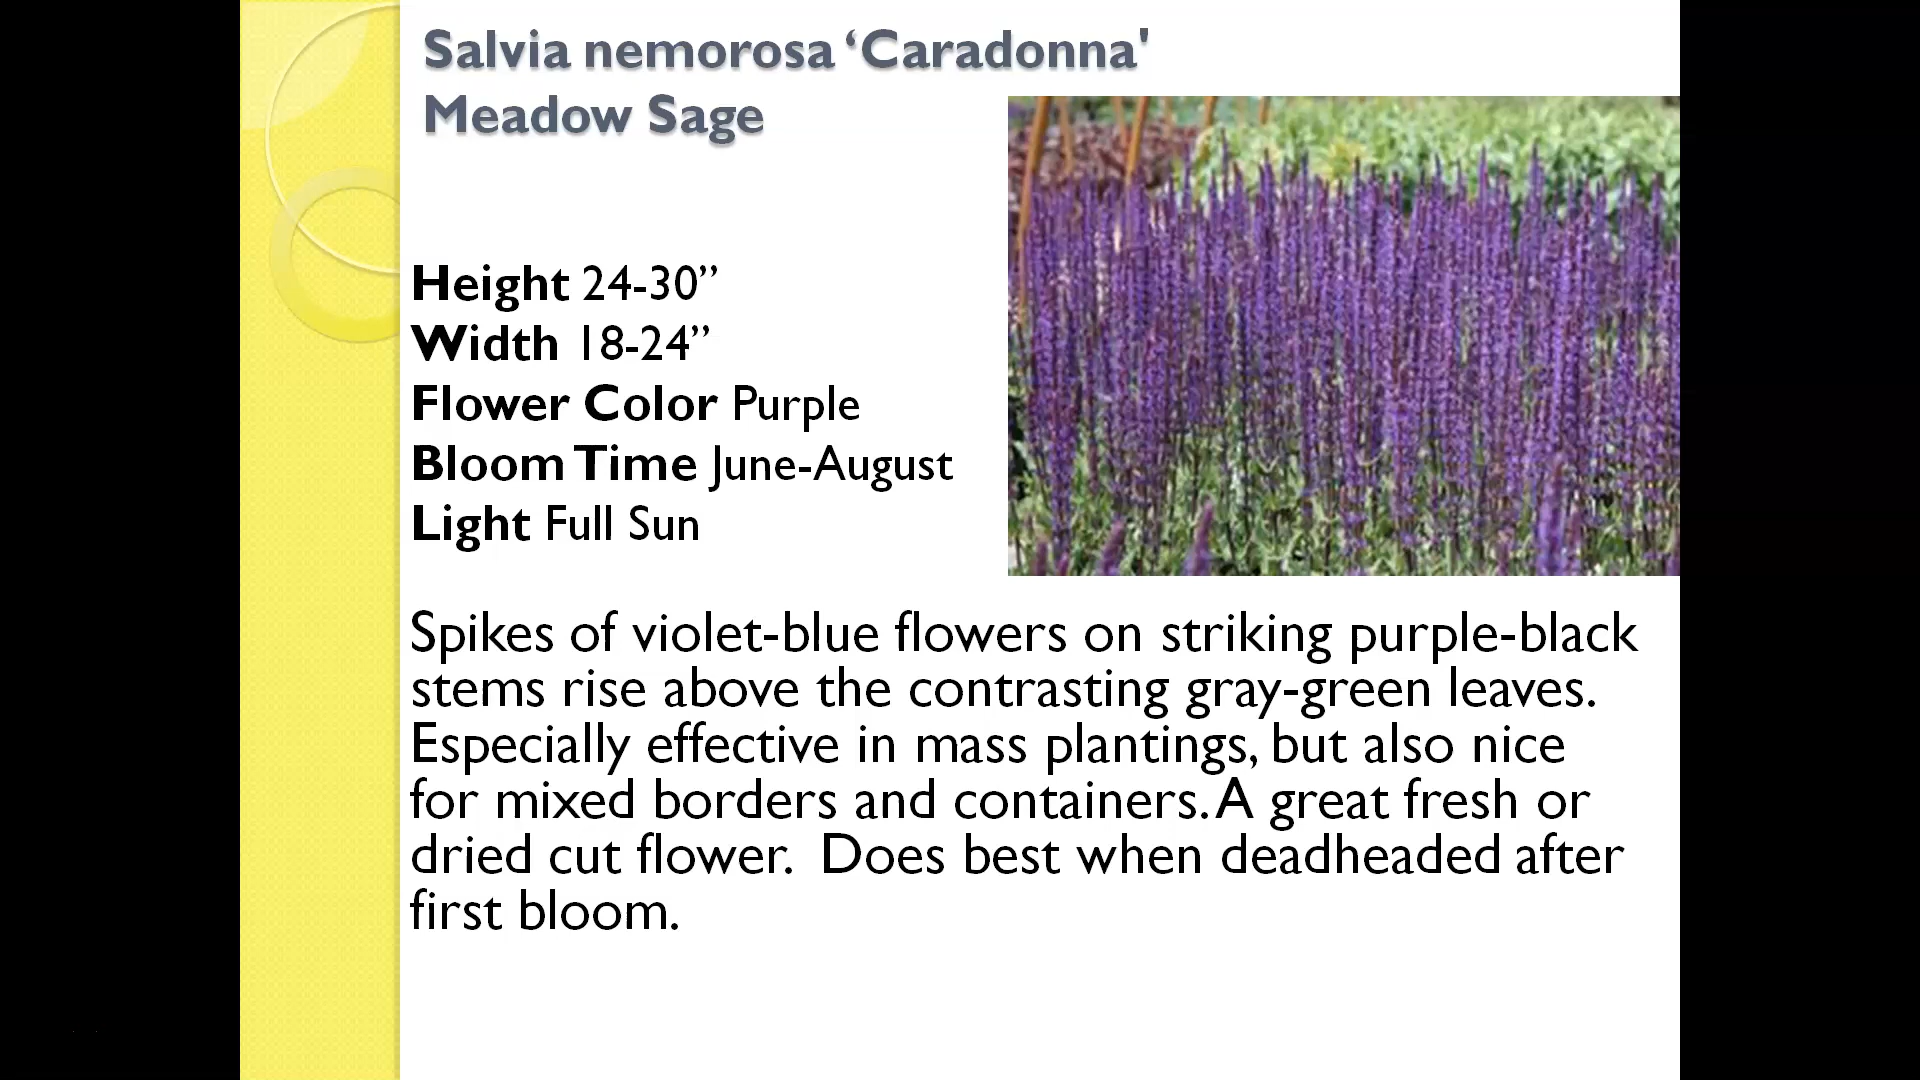 Salvia nemorosa ‘Caradonna'
Meadow Sage
Height 24-30”
Width 18-24”
Flower Color Purple
Bloom Time June-August
Light Full Sun
Spikes of violet-blue flowers on striking purple-black
stems rise above the contrasting gray-green leaves.
Especially effective in mass plantings, but also nice
for mixed borders and containers. A great fresh or
dried cut flower.  Does best when deadheaded after
first bloom.